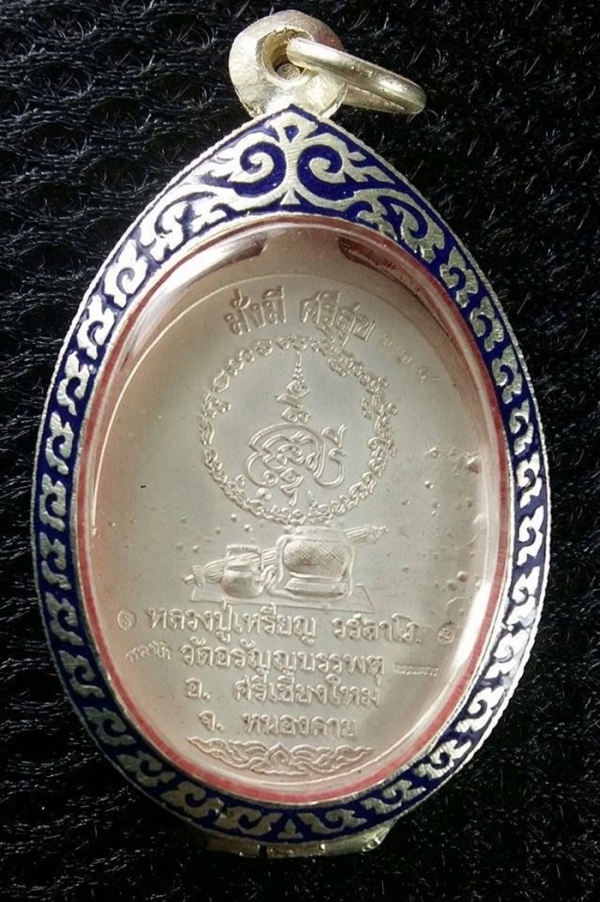 มั่งมี ศรีสุข
๑ หลวงปู่เหรียญ วรลาโภ ๑
วัดอรัญญบรรพต
อ. ศรีเชียงใหม่
จ. หนองคาย